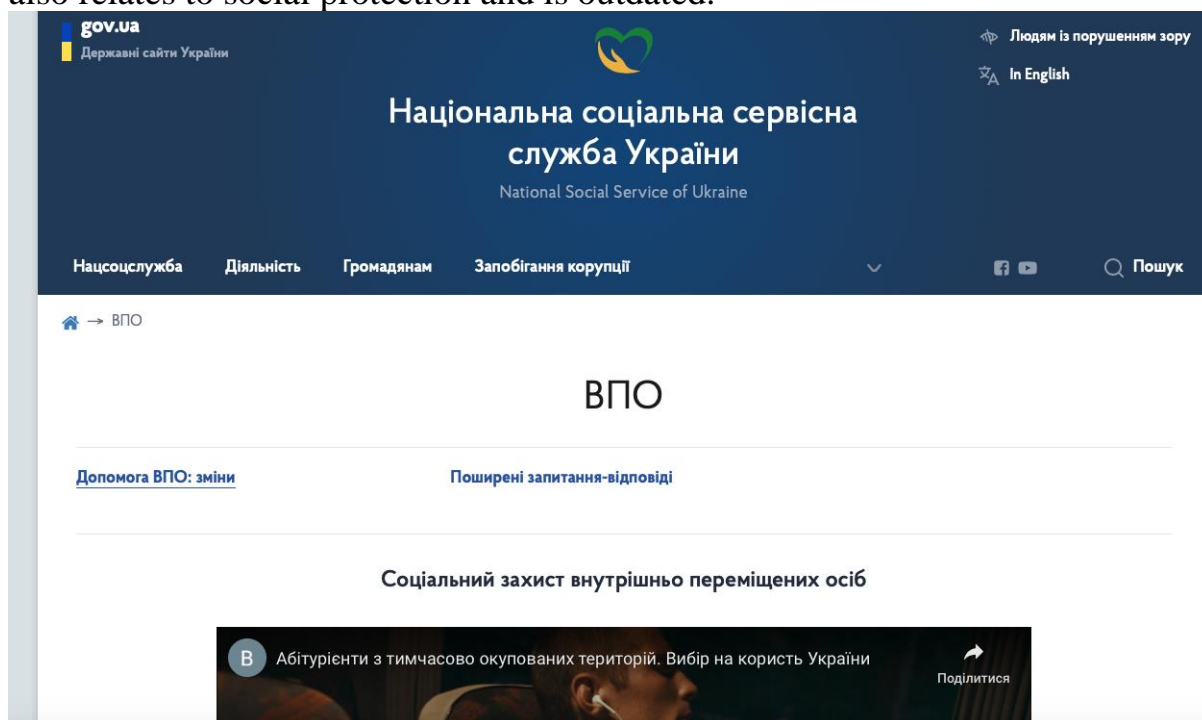 also relates to social protection and is outdated.
gov.ua
Державні сайти України
Людям із порушенням зору
In English
Національна соціальна сервісна
служба України
National Social Service of Ukraine
Нацсоцслужба Діяльність Громадянам Запобігання корупції Пошук
→ ВПО
ВПО
Допомога ВПО: зміни Поширені запитання-відповіді
Соціальний захист внутрішньо переміщених осіб
В Абітурієнти з тимчасово окупованих територій. Вибір на користь України
Поділитися